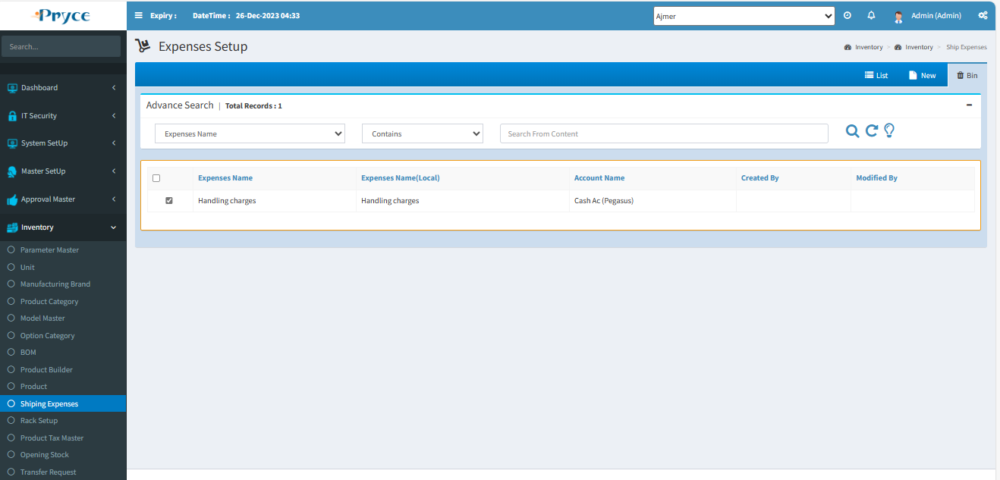 Pryce
Expiry : DateTime : 26-Dec-2023 04:33 Ajmer Admin (Admin)
Search...
Expenses Setup
Inventory > Inventory > Ship Expenses
List New Bin
Dashboard
IT Security
System SetUp
Master SetUp
Approval Master
Inventory
Parameter Master
Unit
Manufacturing Brand
Product Category
Model Master
Option Category
BOM
Product Builder
Product
Shiping Expenses
Rack Setup
Product Tax Master
Opening Stock
Transfer Request
Advance Search | Total Records : 1
Expenses Name Contains Search From Content
Expenses Name Expenses Name(Local) Account Name Created By Modified By
Handling charges Handling charges Cash Ac (Pegasus)